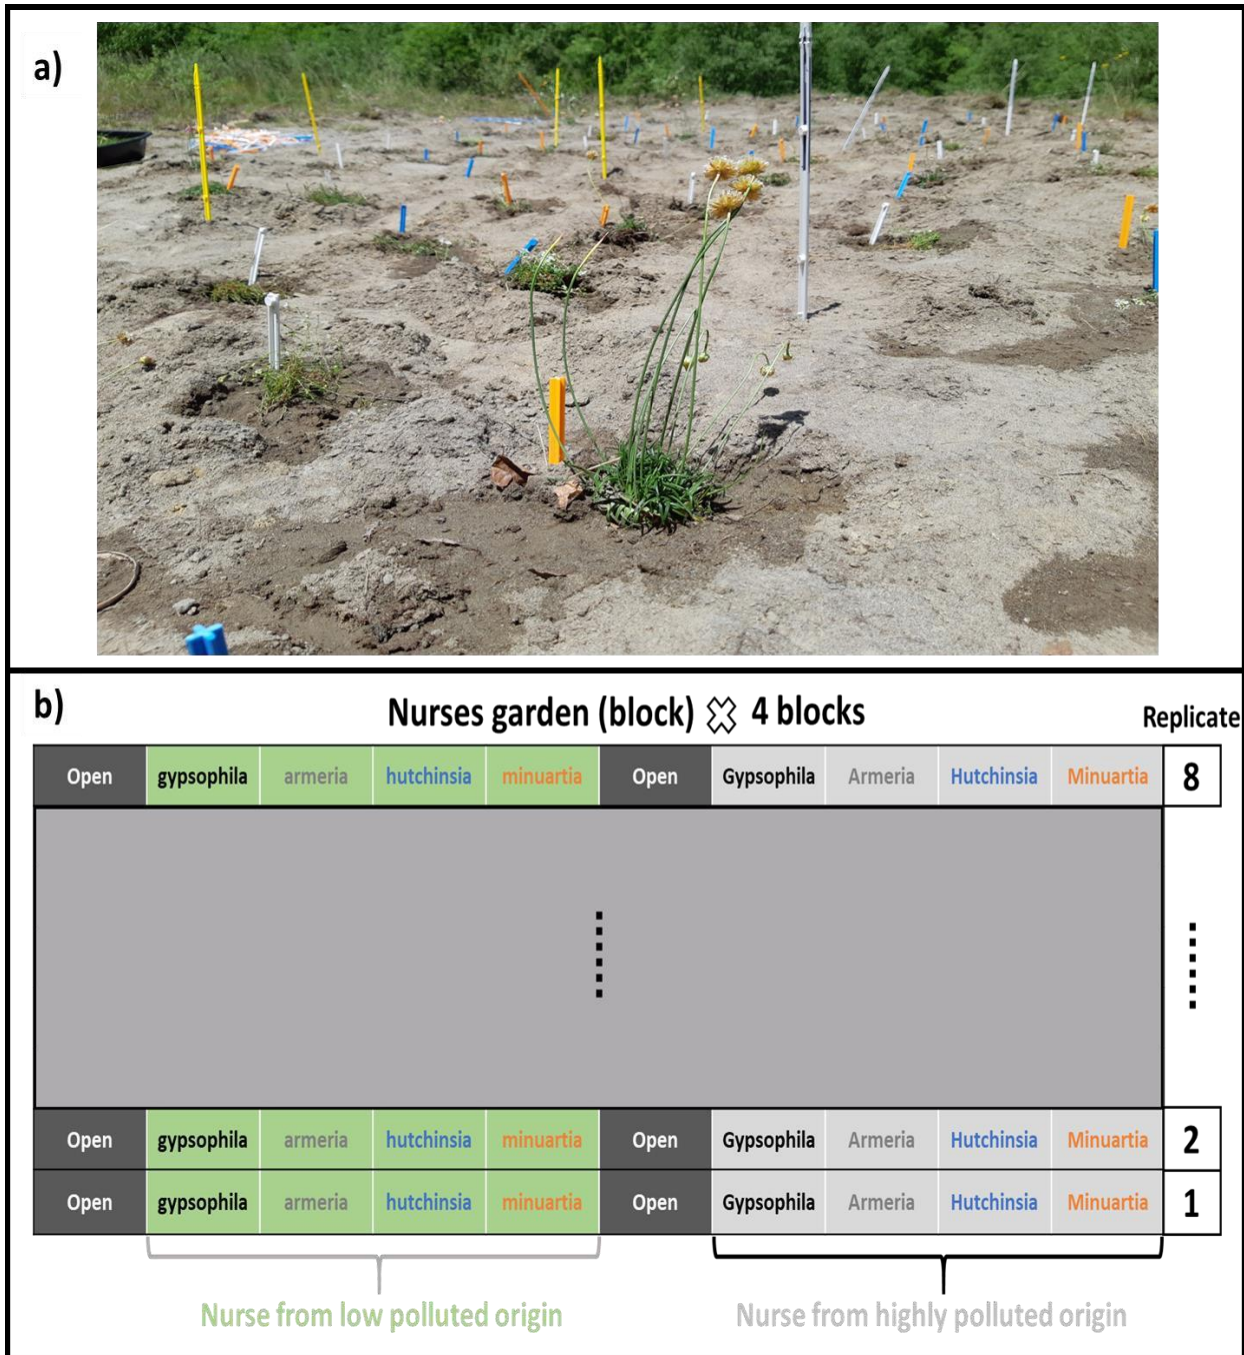 a)
b)
Nurses garden (block) 4 blocks
Replicate
Open gypsophila armeria hutchinsia minuartia Open Gypsophila Armeria Hutchinsia Minuartia 8
Open gypsophila armeria hutchinsia minuartia Open Gypsophila Armeria Hutchinsia Minuartia 2
Open gypsophila armeria hutchinsia minuartia Open Gypsophila Armeria Hutchinsia Minuartia 1
Nurse from low polluted origin Nurse from highly polluted origin